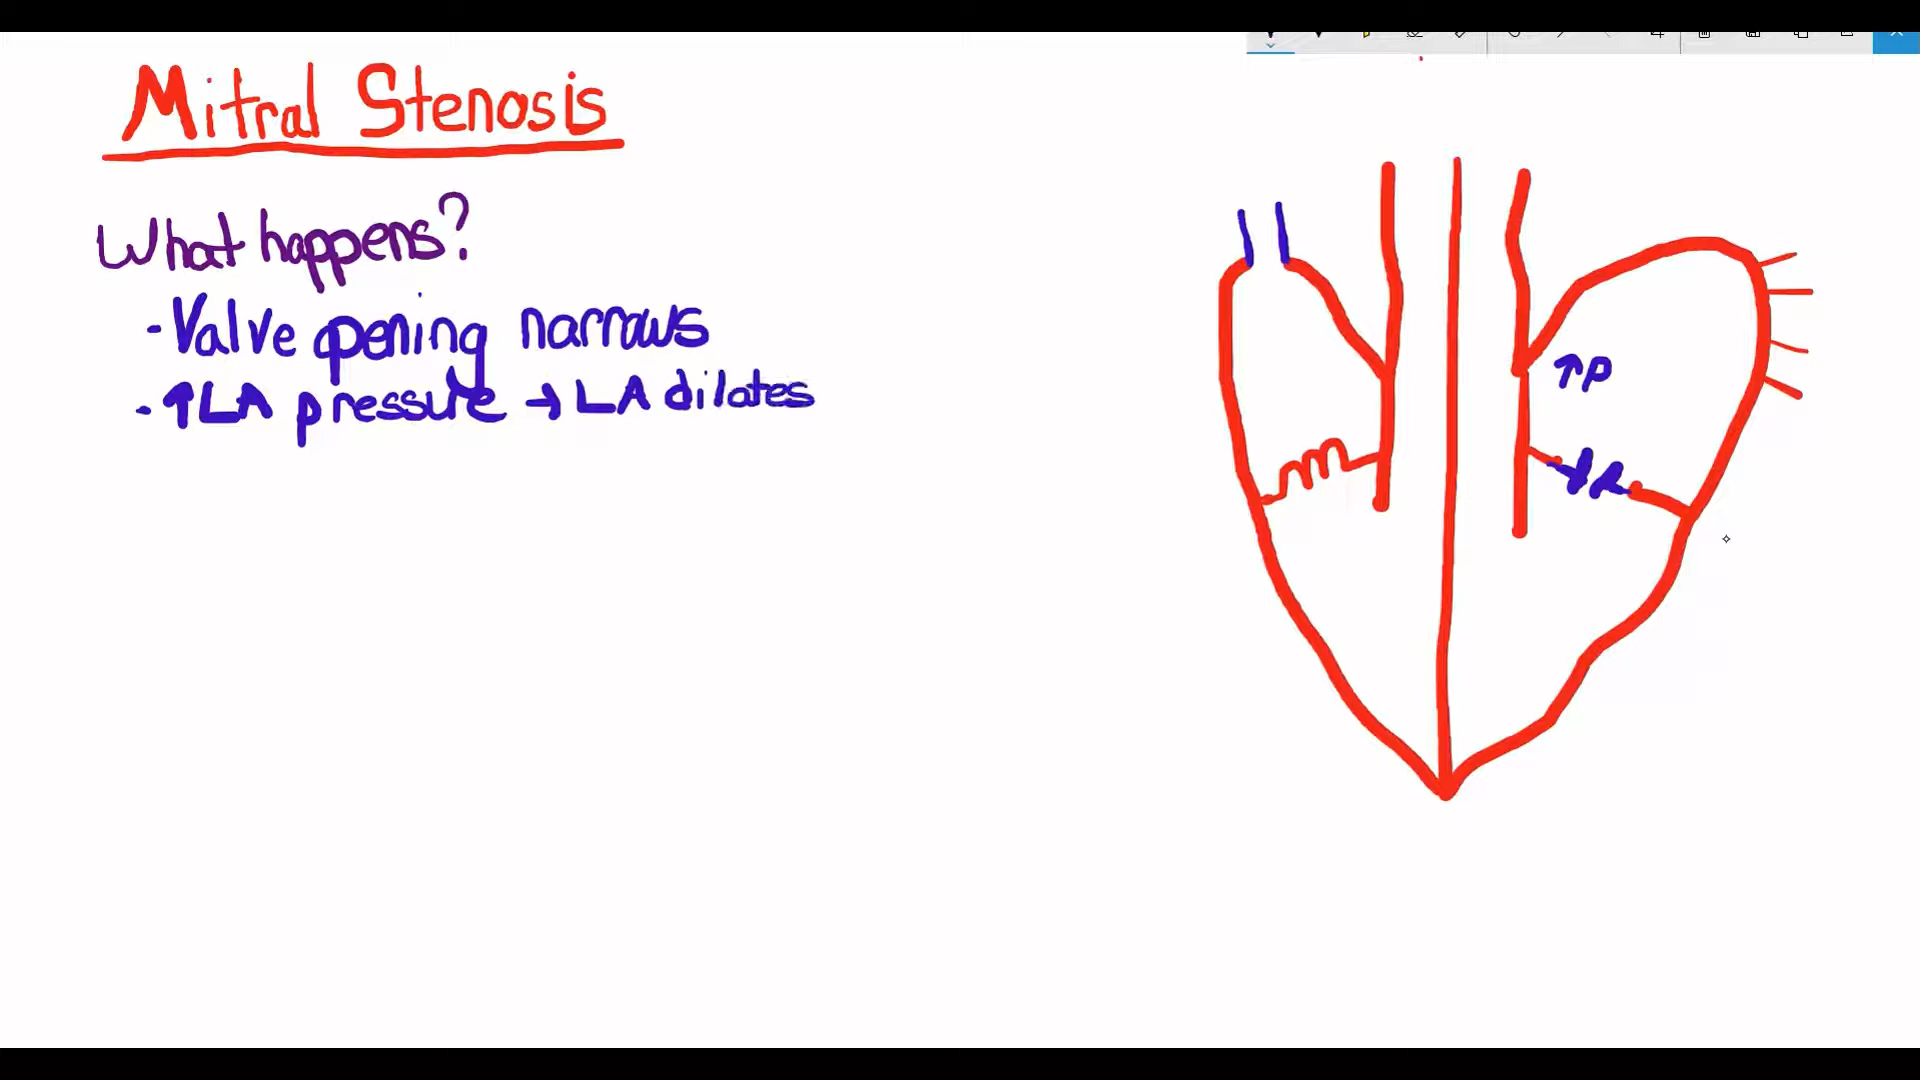 Mitral Stenosis
What happens?
- Valve opening narrows
- ↑ LA pressure → LA dilates
↑P